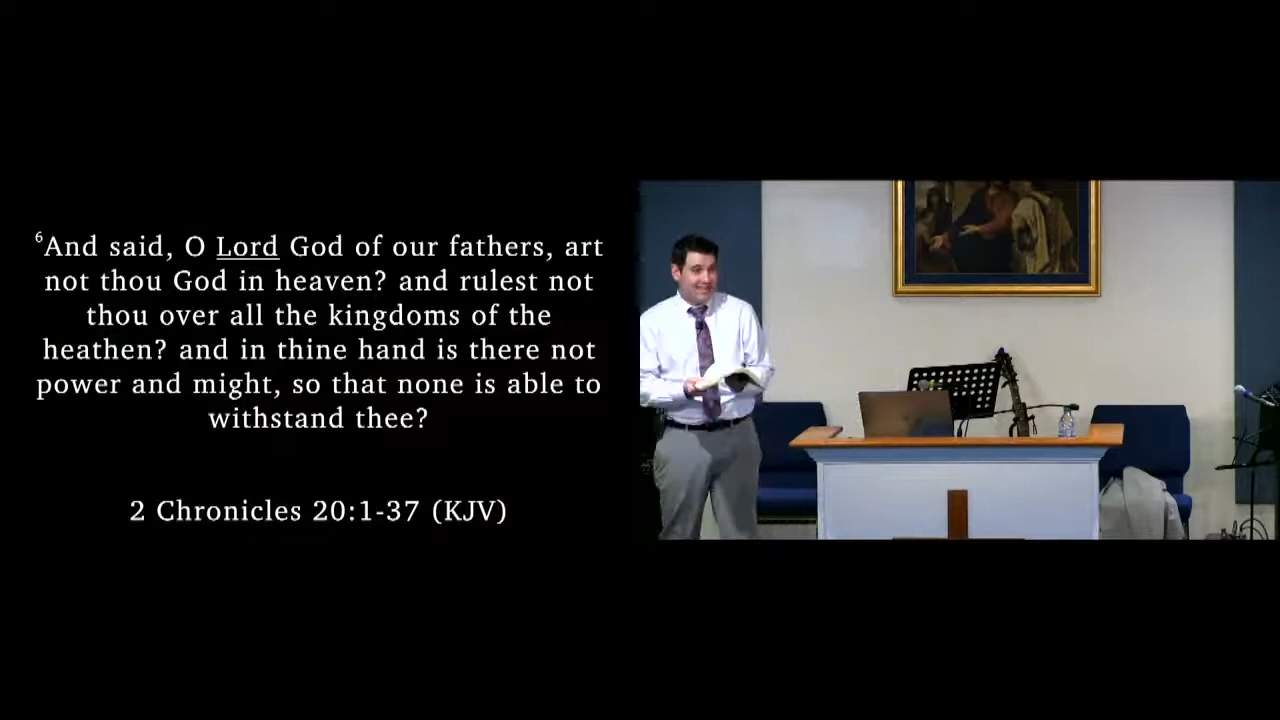 ⁶And said, O Lord God of our fathers, art
not thou God in heaven? and rulest not
thou over all the kingdoms of the
heathen? and in thine hand is there not
power and might, so that none is able to
withstand thee?
2 Chronicles 20:1-37 (KJV)